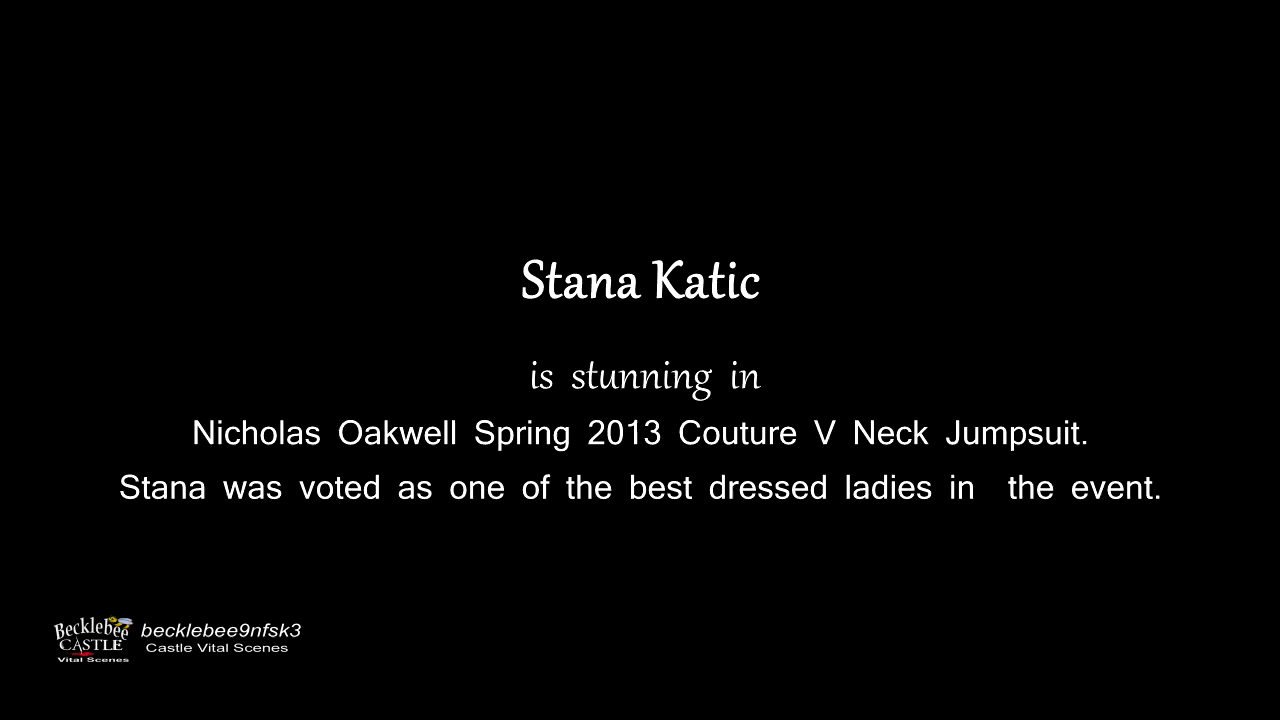 Stana Katic
is stunning in
Nicholas Oakwell Spring 2013 Couture V Neck Jumpsuit.
Stana was voted as one of the best dressed ladies in the event.
Becklebee
CASTLE
Vital Scenes
becklebee9nfsk3
Castle Vital Scenes